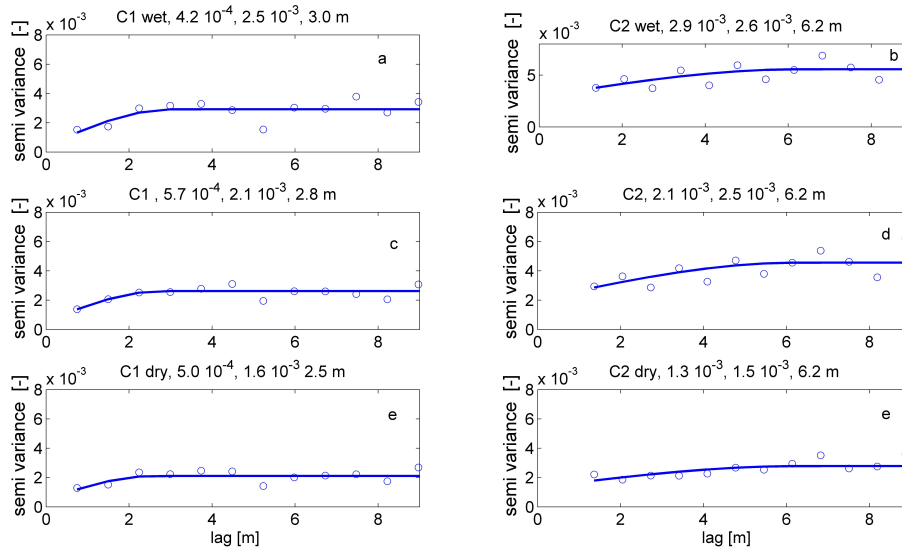 C1 wet, 4.2 10⁻⁴, 2.5 10⁻³, 3.0 m
x 10⁻³
a
semi variance [-]
8
6
4
2
0
0 2 4 6 8
C2 wet, 2.9 10⁻³, 2.6 10⁻³, 6.2 m
x 10⁻³
b
semi variance [-]
5
0
0 2 4 6 8
C1 , 5.7 10⁻⁴, 2.1 10⁻³, 2.8 m
x 10⁻³
c
semi variance [-]
8
6
4
2
0
0 2 4 6 8
C2, 2.1 10⁻³, 2.5 10⁻³, 6.2 m
x 10⁻³
d
semi variance [-]
8
6
4
2
0
0 2 4 6 8
C1 dry, 5.0 10⁻⁴, 1.6 10⁻³ 2.5 m
x 10⁻³
e
semi variance [-]
8
6
4
2
0
0 2 4 6 8
lag [m]
C2 dry, 1.3 10⁻³, 1.5 10⁻³, 6.2 m
x 10⁻³
e
semi variance [-]
8
6
4
2
0
0 2 4 6 8
lag [m]